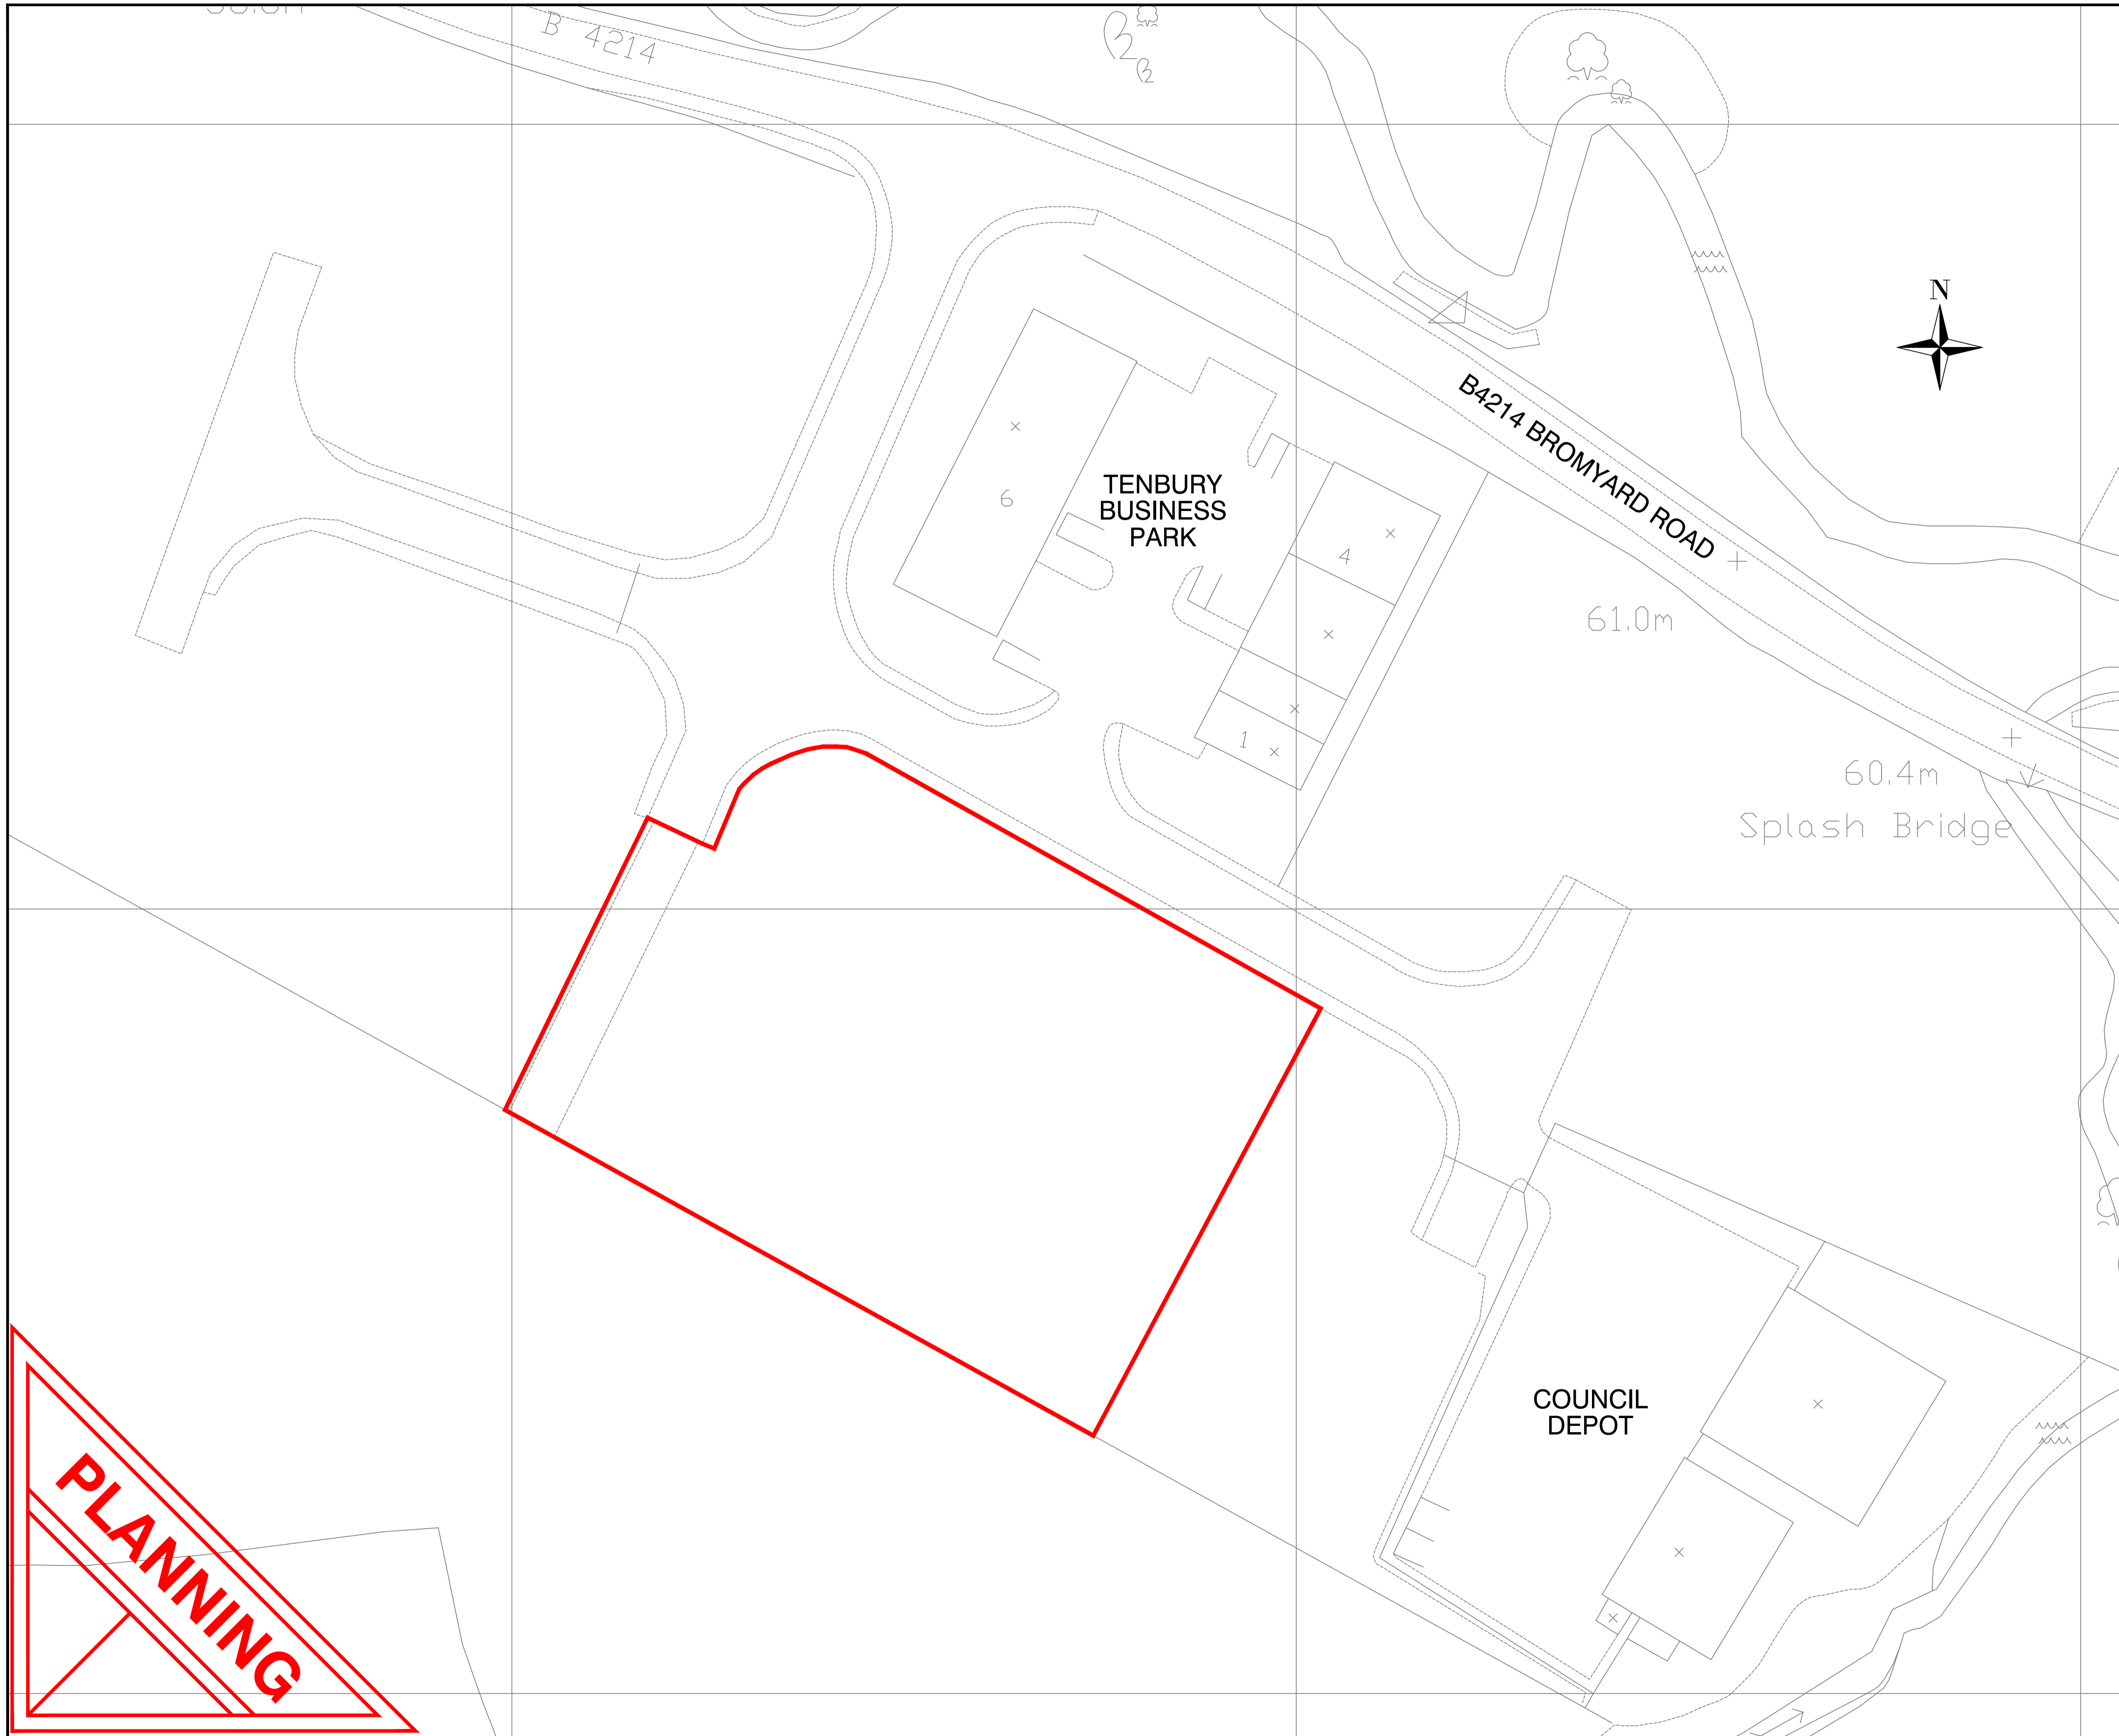 B 4214
N
B4214 BROMYARD ROAD
TENBURY
BUSINESS
PARK
6
4
1
61.0m
60.4m
Splash Bridge
COUNCIL
DEPOT
PLANNING